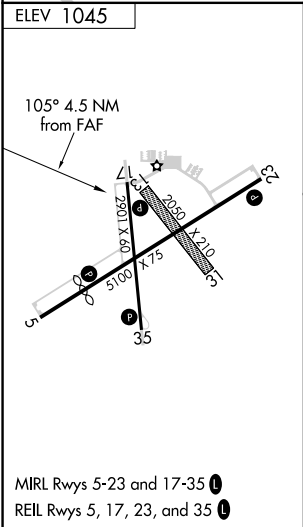 ELEV 1045
105° 4.5 NM
from FAF
17
13
23
2901 X 60
2050 X 210
P
P
P
5100 X 75
31
5
P
35
MIRL Rwys 5-23 and 17-35 L
REIL Rwys 5, 17, 23, and 35 L